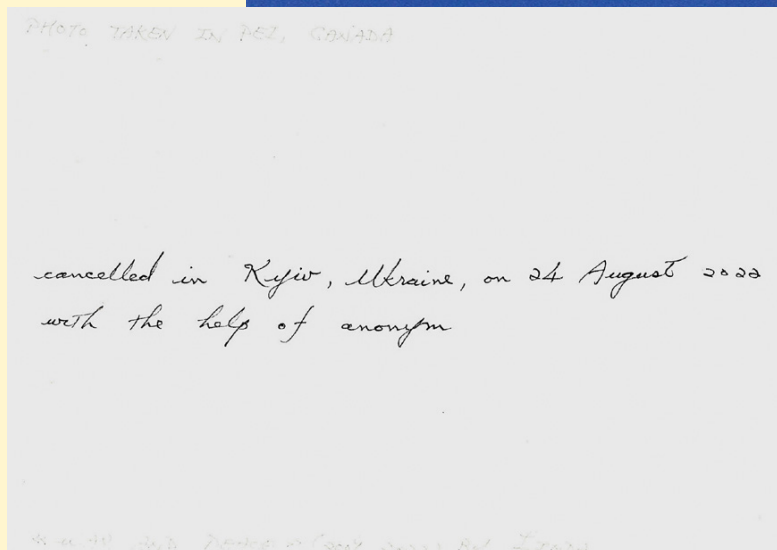 PHOTO TAKEN IN PEI, CANADA
cancelled in Kyiv, Ukraine, on 24 August 2022
with the help of anonym